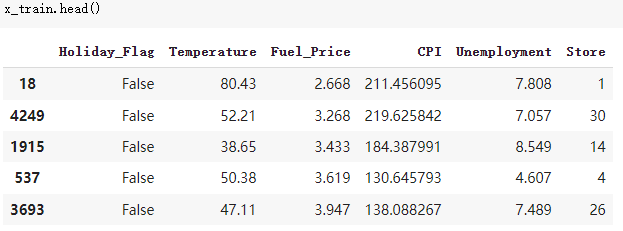 x_train.head()
Holiday_Flag Temperature Fuel_Price CPI Unemployment Store
18 False 80.43 2.668 211.456095 7.808 1
4249 False 52.21 3.268 219.625842 7.057 30
1915 False 38.65 3.433 184.387991 8.549 14
537 False 50.38 3.619 130.645793 4.607 4
3693 False 47.11 3.947 138.088267 7.489 26